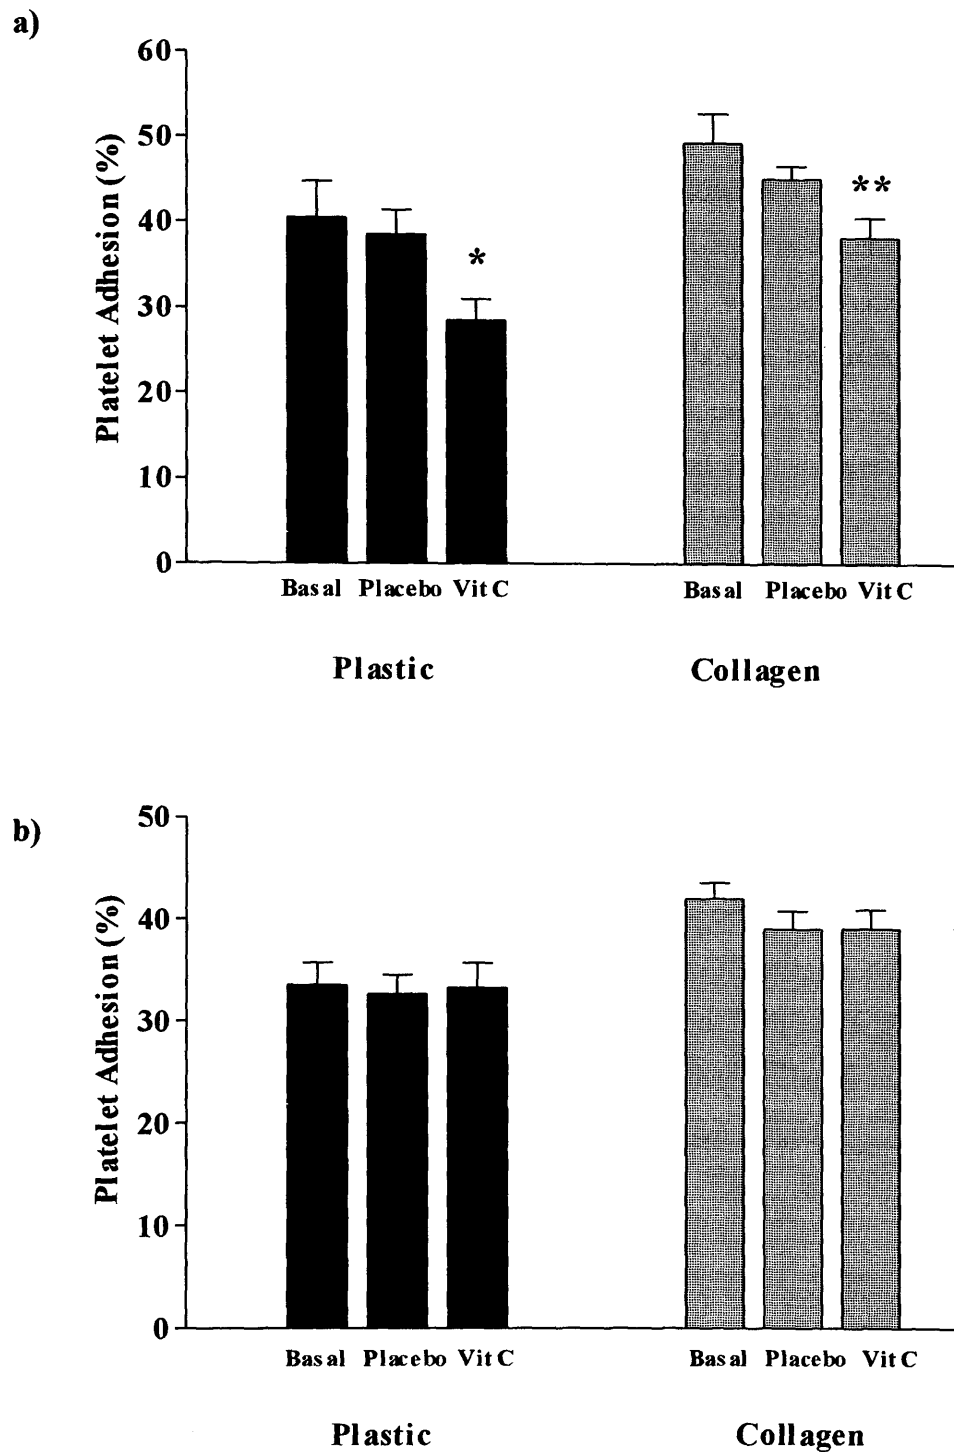 a)
60
50
40
30
20
10
0
Platelet Adhesion (%)
*
**
Basal Placebo Vit C
Basal Placebo Vit C
Plastic
Collagen
b)
50
40
30
20
10
0
Platelet Adhesion (%)
Basal Placebo Vit C
Basal Placebo Vit C
Plastic
Collagen